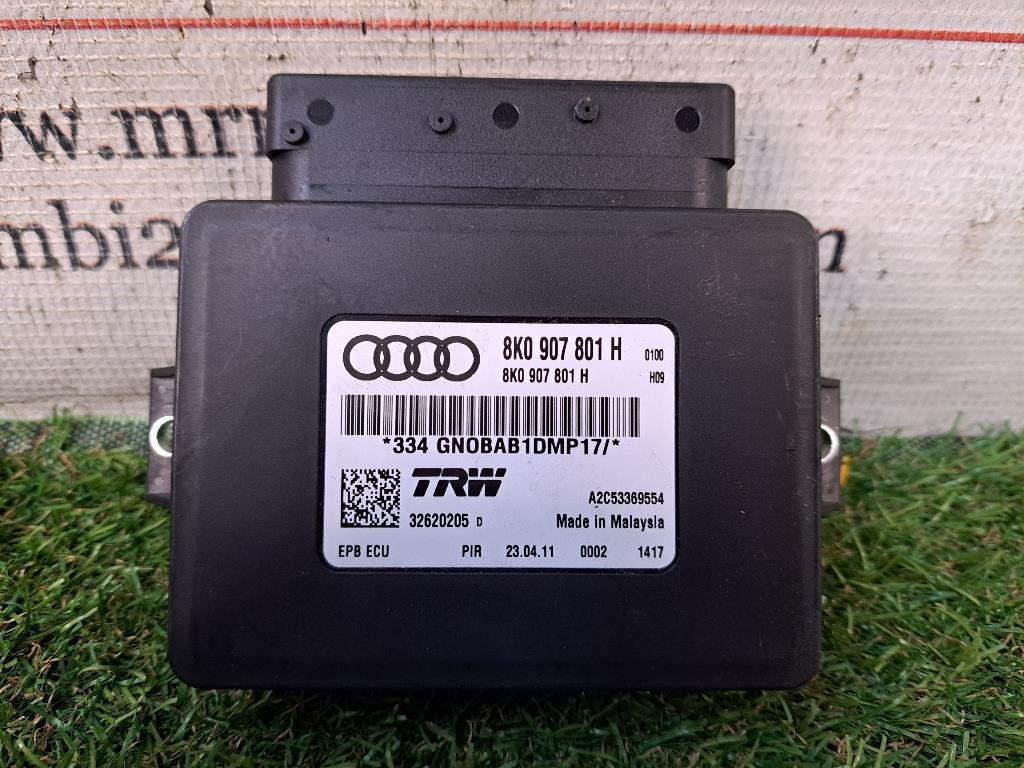 8K0 907 801 H 0100
8K0 907 801 H H09
*334 GN0BAB1DMP17/*
TRW
A2C53369554
32620205 D Made in Malaysia
EPB ECU PIR 23.04.11 0002 1417